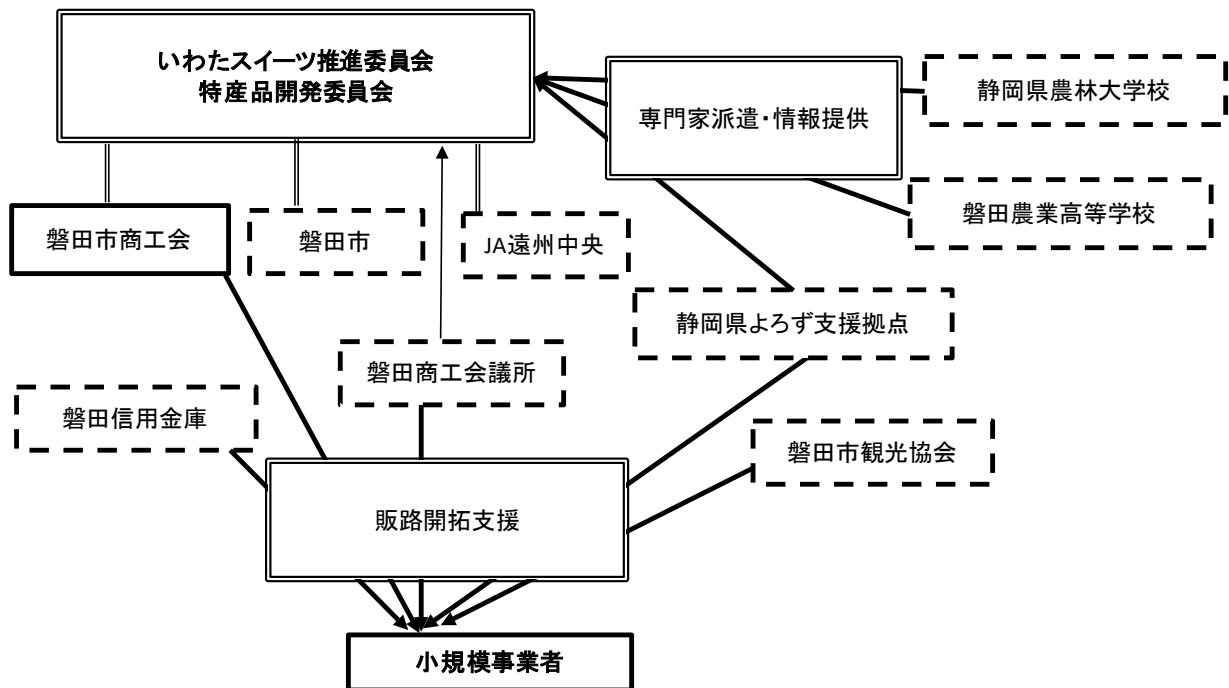 いわたスイーツ推進委員会
特産品開発委員会
専門家派遣・情報提供
静岡県農林大学校
磐田農業高等学校
磐田市商工会
磐田市
JA遠州中央
静岡県よろず支援拠点
磐田商工会議所
磐田信用金庫
磐田市観光協会
販路開拓支援
小規模事業者